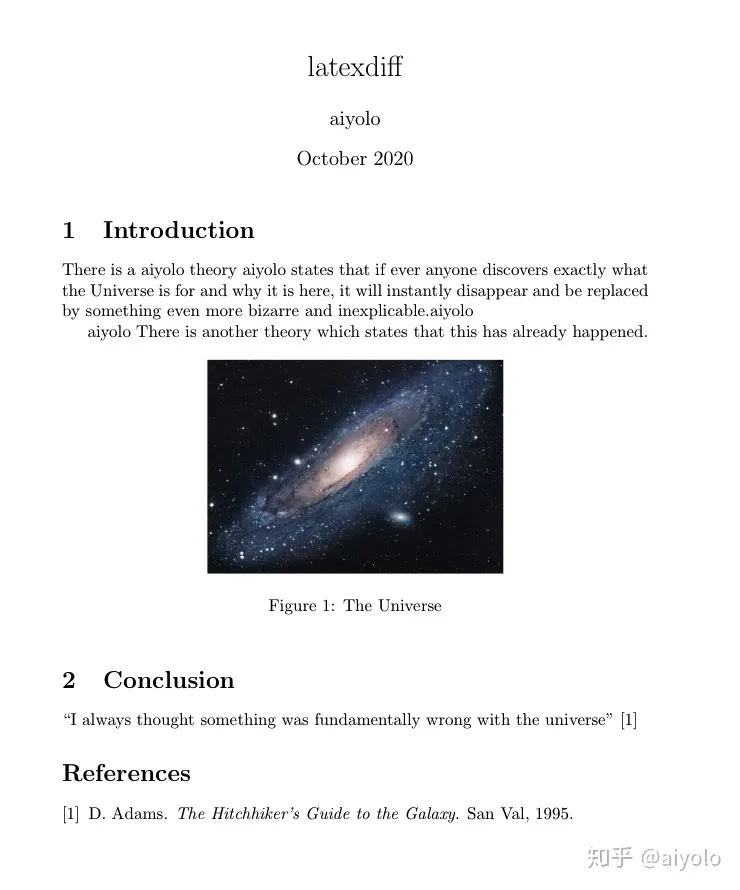 latexdiff
aiyolo
October 2020
1 Introduction
There is a aiyolo theory aiyolo states that if ever anyone discovers exactly what
the Universe is for and why it is here, it will instantly disappear and be replaced
by something even more bizarre and inexplicable.aiyolo
aiyolo There is another theory which states that this has already happened.
Figure 1: The Universe
2 Conclusion
“I always thought something was fundamentally wrong with the universe” [1]
References
[1] D. Adams. The Hitchhiker’s Guide to the Galaxy. San Val, 1995.
知乎 @aiyolo